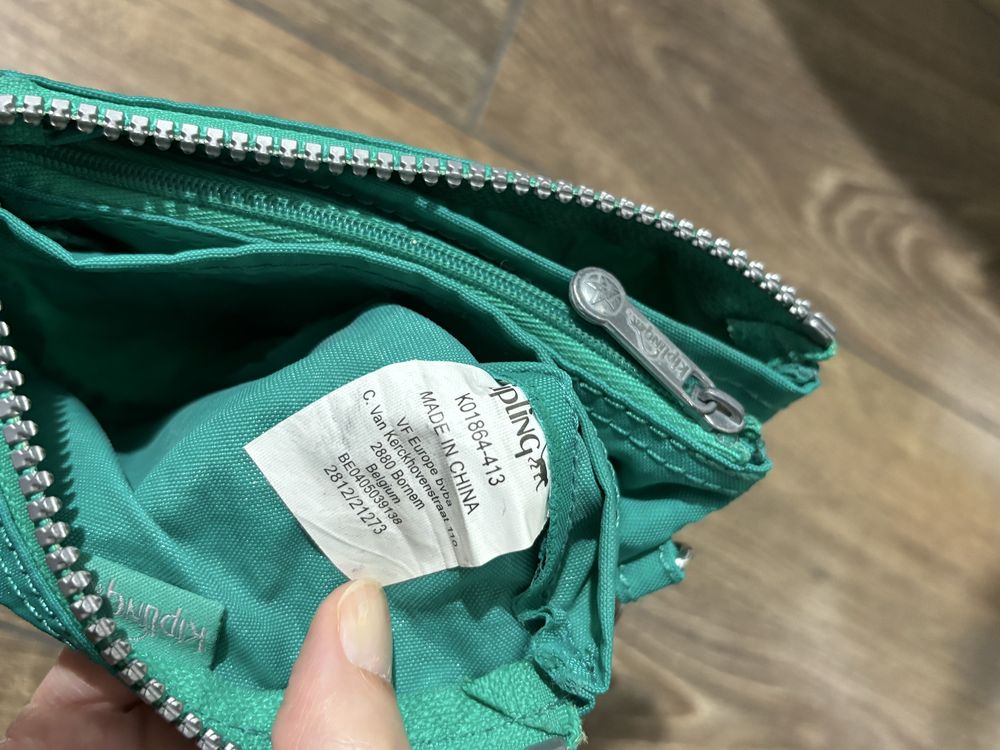 Kipling
K01864-413
MADE IN CHINA
VF Europe bvba
C. Van Kerckhovenstraat 110
2880 Bornem
Belgium
BE0405039138
2812/21273
Kipling
Kipling